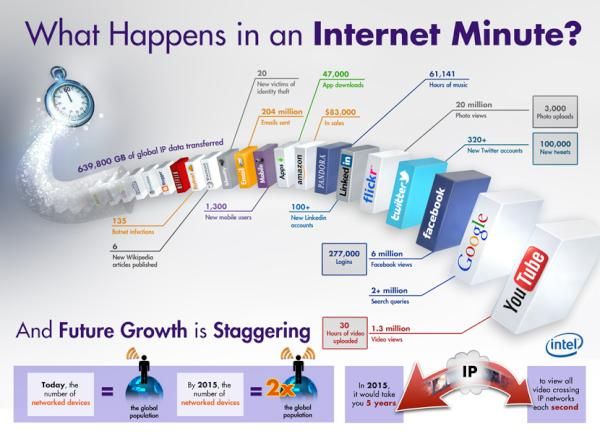 What Happens in an Internet Minute?
639,800 GB of global IP data transferred
20
New victims of
identity theft
47,000
App downloads
61,141
Hours of music
204 million
Emails sent
583,000
In sales
20 million
Photo views
3,000
Photo uploads
320+
New Twitter accounts
100,000
New tweets
135
Botnet infections
6
New Wikipedia
articles published
1,300
New mobile users
100+
New Linkedin
accounts
277,000
Logins
6 million
Facebook views
2+ million
Search queries
30
Hours of video
uploaded
1.3 million
Video views
Email
Mobile
Apps
amazon
PANDORA
Linked in
flickr
twitter
facebook
Google
YouTube
intel
And Future Growth is Staggering
Today, the
number of
networked devices
=
the global
population
By 2015, the
number of
networked devices
=
2x
the global
population
In 2015,
it would take
you 5 years
IP
to view all
video crossing
IP networks
each second